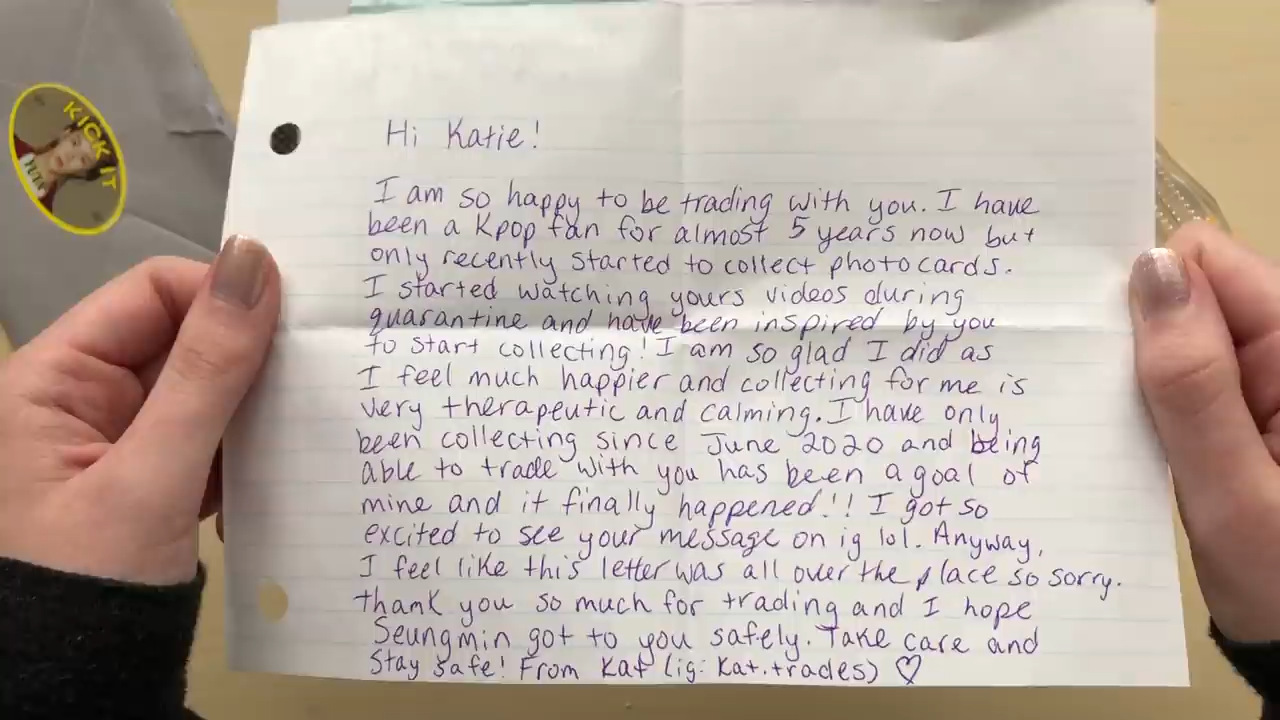 KICK IT
Hi Katie!
I am so happy to be trading with you. I have
been a Kpop fan for almost 5 years now but
only recently started to collect photocards.
I started watching yours videos during
quarantine and have been inspired by you
to start collecting! I am so glad I did as
I feel much happier and collecting for me is
very therapeutic and calming. I have only
been collecting since June 2020 and being
able to trade with you has been a goal of
mine and it finally happened!! I got so
excited to see your message on ig lol. Anyway,
I feel like this letter was all over the place so sorry.
Thank you so much for trading and I hope
Seungmin got to you safely. Take care and
Stay safe! From Kat (ig: Kat.trades) ♡